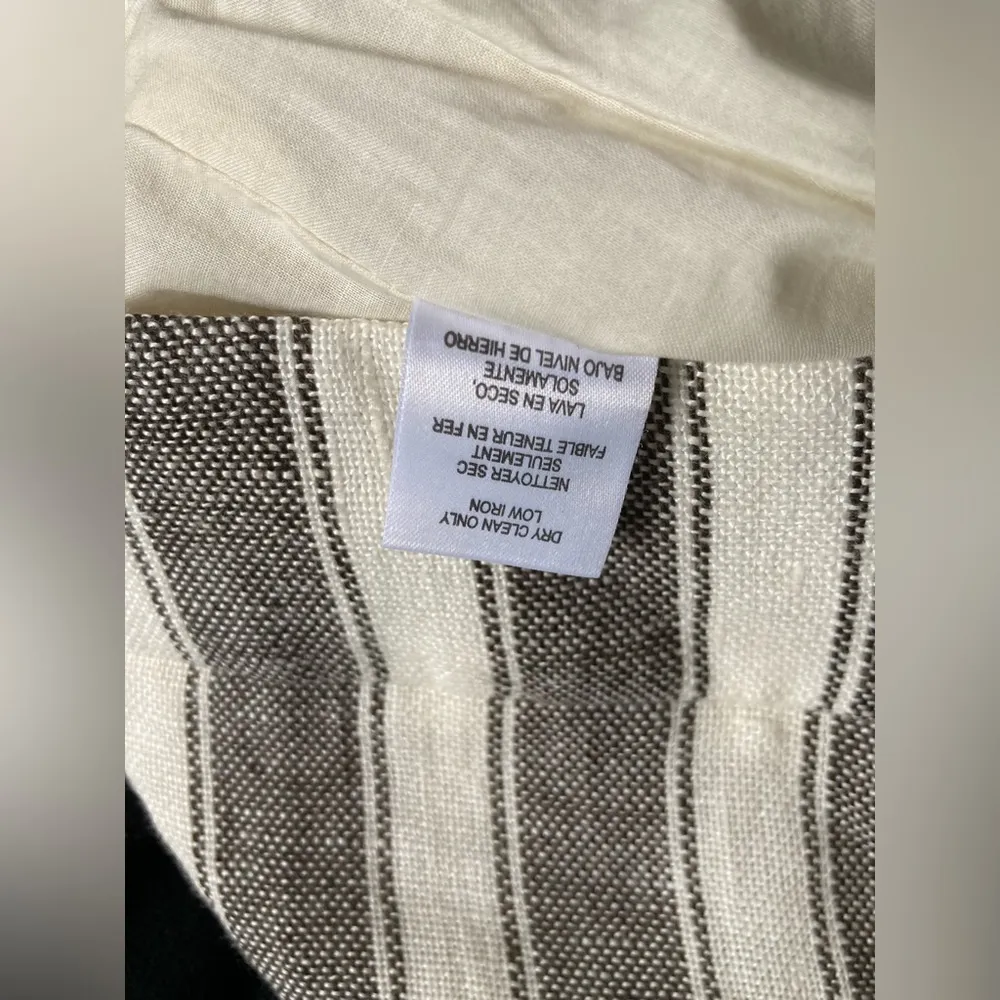 DRY CLEAN ONLY
LOW IRON
NETTOYER SEC
SEULEMENT
FAIBLE TENEUR EN FER
LAVA EN SECO,
SOLAMENTE
BAJO NIVEL DE HIERRO